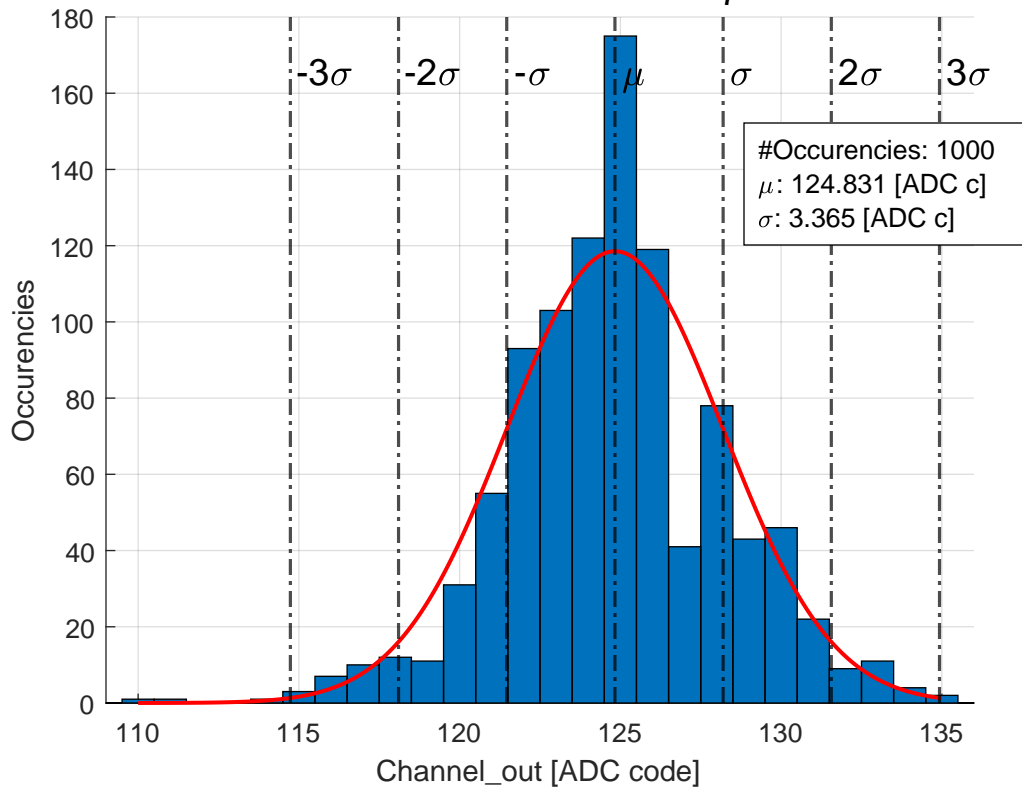 180
160
140
120
100
80
60
40
20
0
Occurencies
-3σ -2σ -σ μ σ 2σ 3σ
#Occurencies: 1000
μ: 124.831 [ADC c]
σ: 3.365 [ADC c]
110 115 120 125 130 135
Channel_out [ADC code]